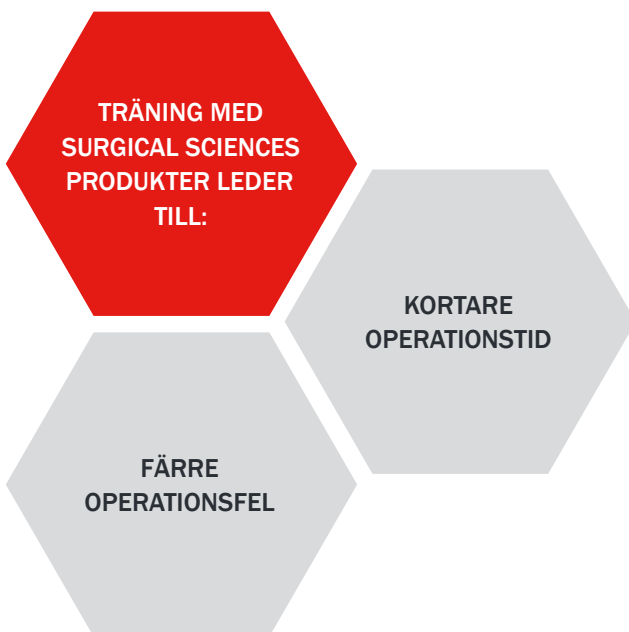 TRÄNING MED
SURGICAL SCIENCES
PRODUKTER LEDER
TILL:
KORTARE
OPERATIONSTID
FÄRRE
OPERATIONSFEL